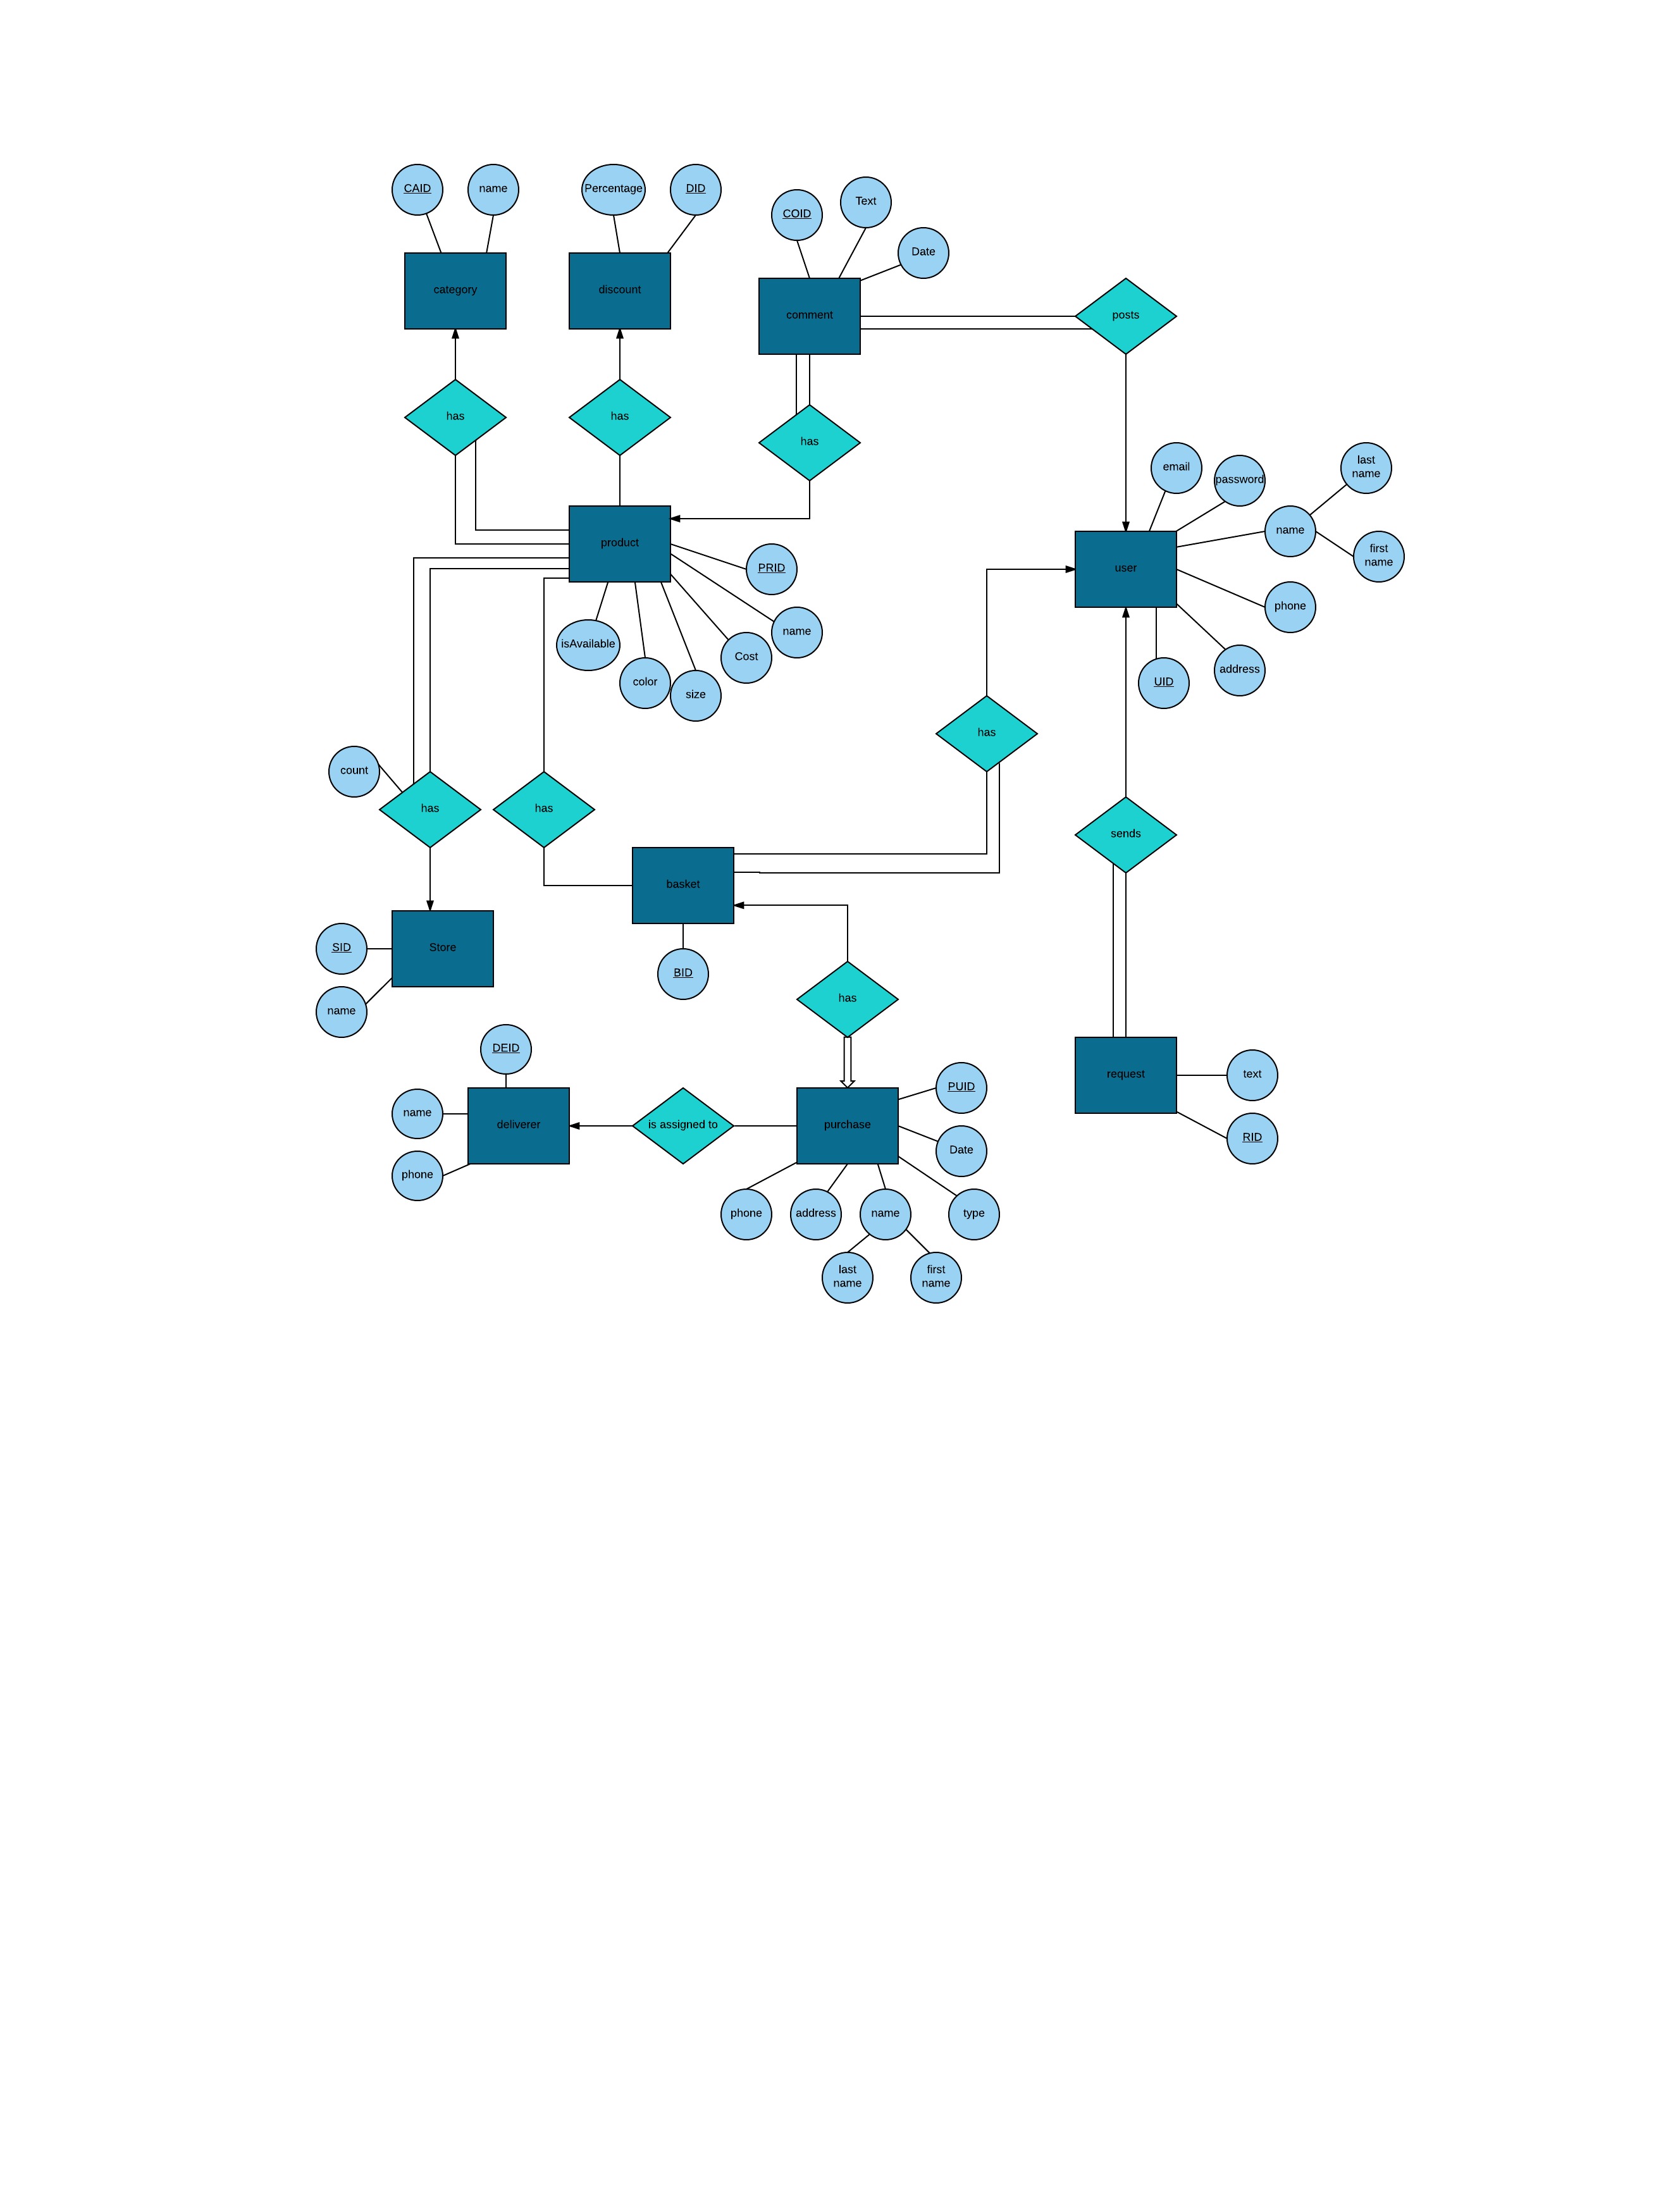 CAID
name
Percentage
DID
COID
Text
Date
category
discount
comment
posts
has
has
has
email
password
last
name
name
first
name
product
user
PRID
phone
isAvailable
name
Cost
color
size
address
UID
has
count
has
has
sends
basket
Store
SID
BID
name
has
DEID
PUID
request
text
name
deliverer
is assigned to
purchase
Date
RID
phone
phone
address
name
type
last
name
first
name